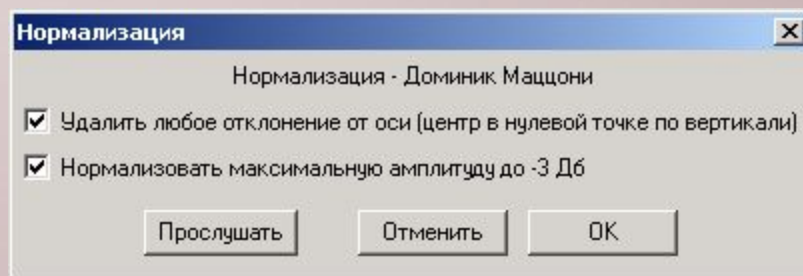 Нормализация
Нормализация - Доминик Маццони
Удалить любое отклонение от оси (центр в нулевой точке по вертикали)
Нормализовать максимальную амплитуду до -3 Дб
Прослушать Отменить OK